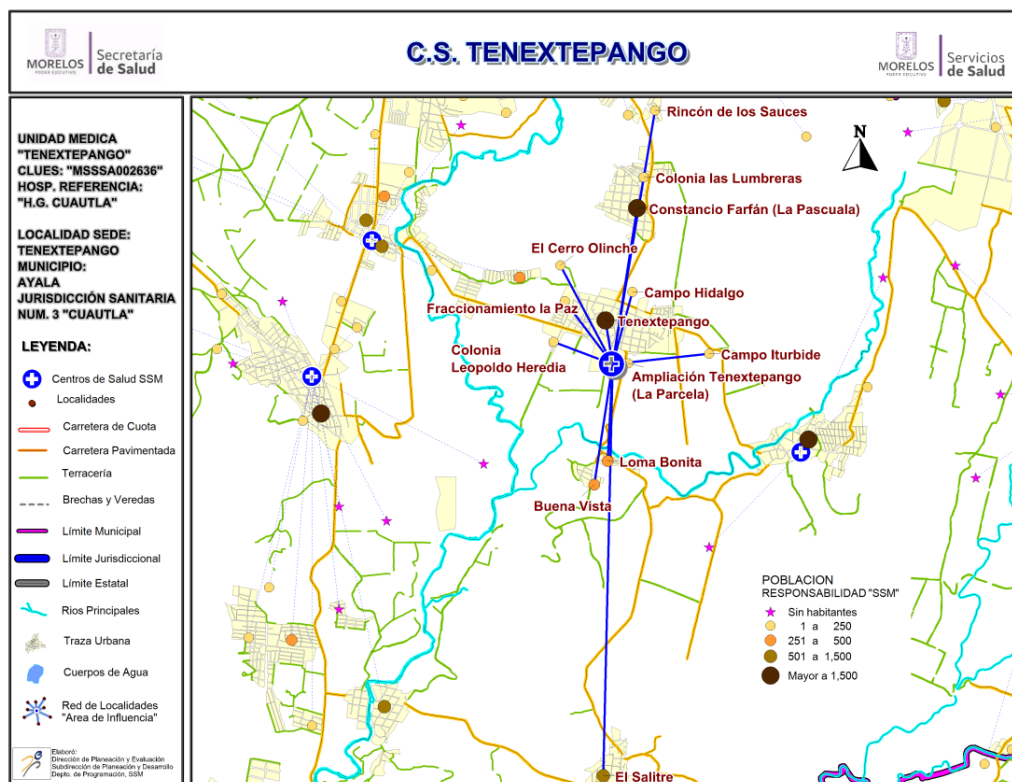 MORELOS
PODER EJECUTIVO
Secretaría
de Salud
C.S. TENEXTEPANGO
MORELOS
PODER EJECUTIVO
Servicios
de Salud
UNIDAD MEDICA
"TENEXTEPANGO"
CLUES: "MSSSA002636"
HOSP. REFERENCIA:
"H.G. CUAUTLA"
LOCALIDAD SEDE:
TENEXTEPANGO
MUNICIPIO:
AYALA
JURISDICCIÓN SANITARIA
NUM. 3 "CUAUTLA"
LEYENDA:
Centros de Salud SSM
Localidades
Carretera de Cuota
Carretera Pavimentada
Terracería
Brechas y Veredas
Límite Municipal
Límite Jurisdiccional
Límite Estatal
Rios Principales
Traza Urbana
Cuerpos de Agua
Red de Localidades
"Area de Influencia"
Elaboró:
Dirección de Planeación y Evaluación
Subdirección de Planeación y Desarrollo
Depto. de Programación, SSM
Rincón de los Sauces
N
Colonia las Lumbreras
Constancio Farfán (La Pascuala)
El Cerro Olinche
Campo Hidalgo
Fraccionamiento la Paz
Tenextepango
Colonia
Leopoldo Heredia
Campo Iturbide
Ampliación Tenextepango
(La Parcela)
Loma Bonita
Buena Vista
El Salitre
POBLACION
RESPONSABILIDAD "SSM"
Sin habitantes
1 a 250
251 a 500
501 a 1,500
Mayor a 1,500